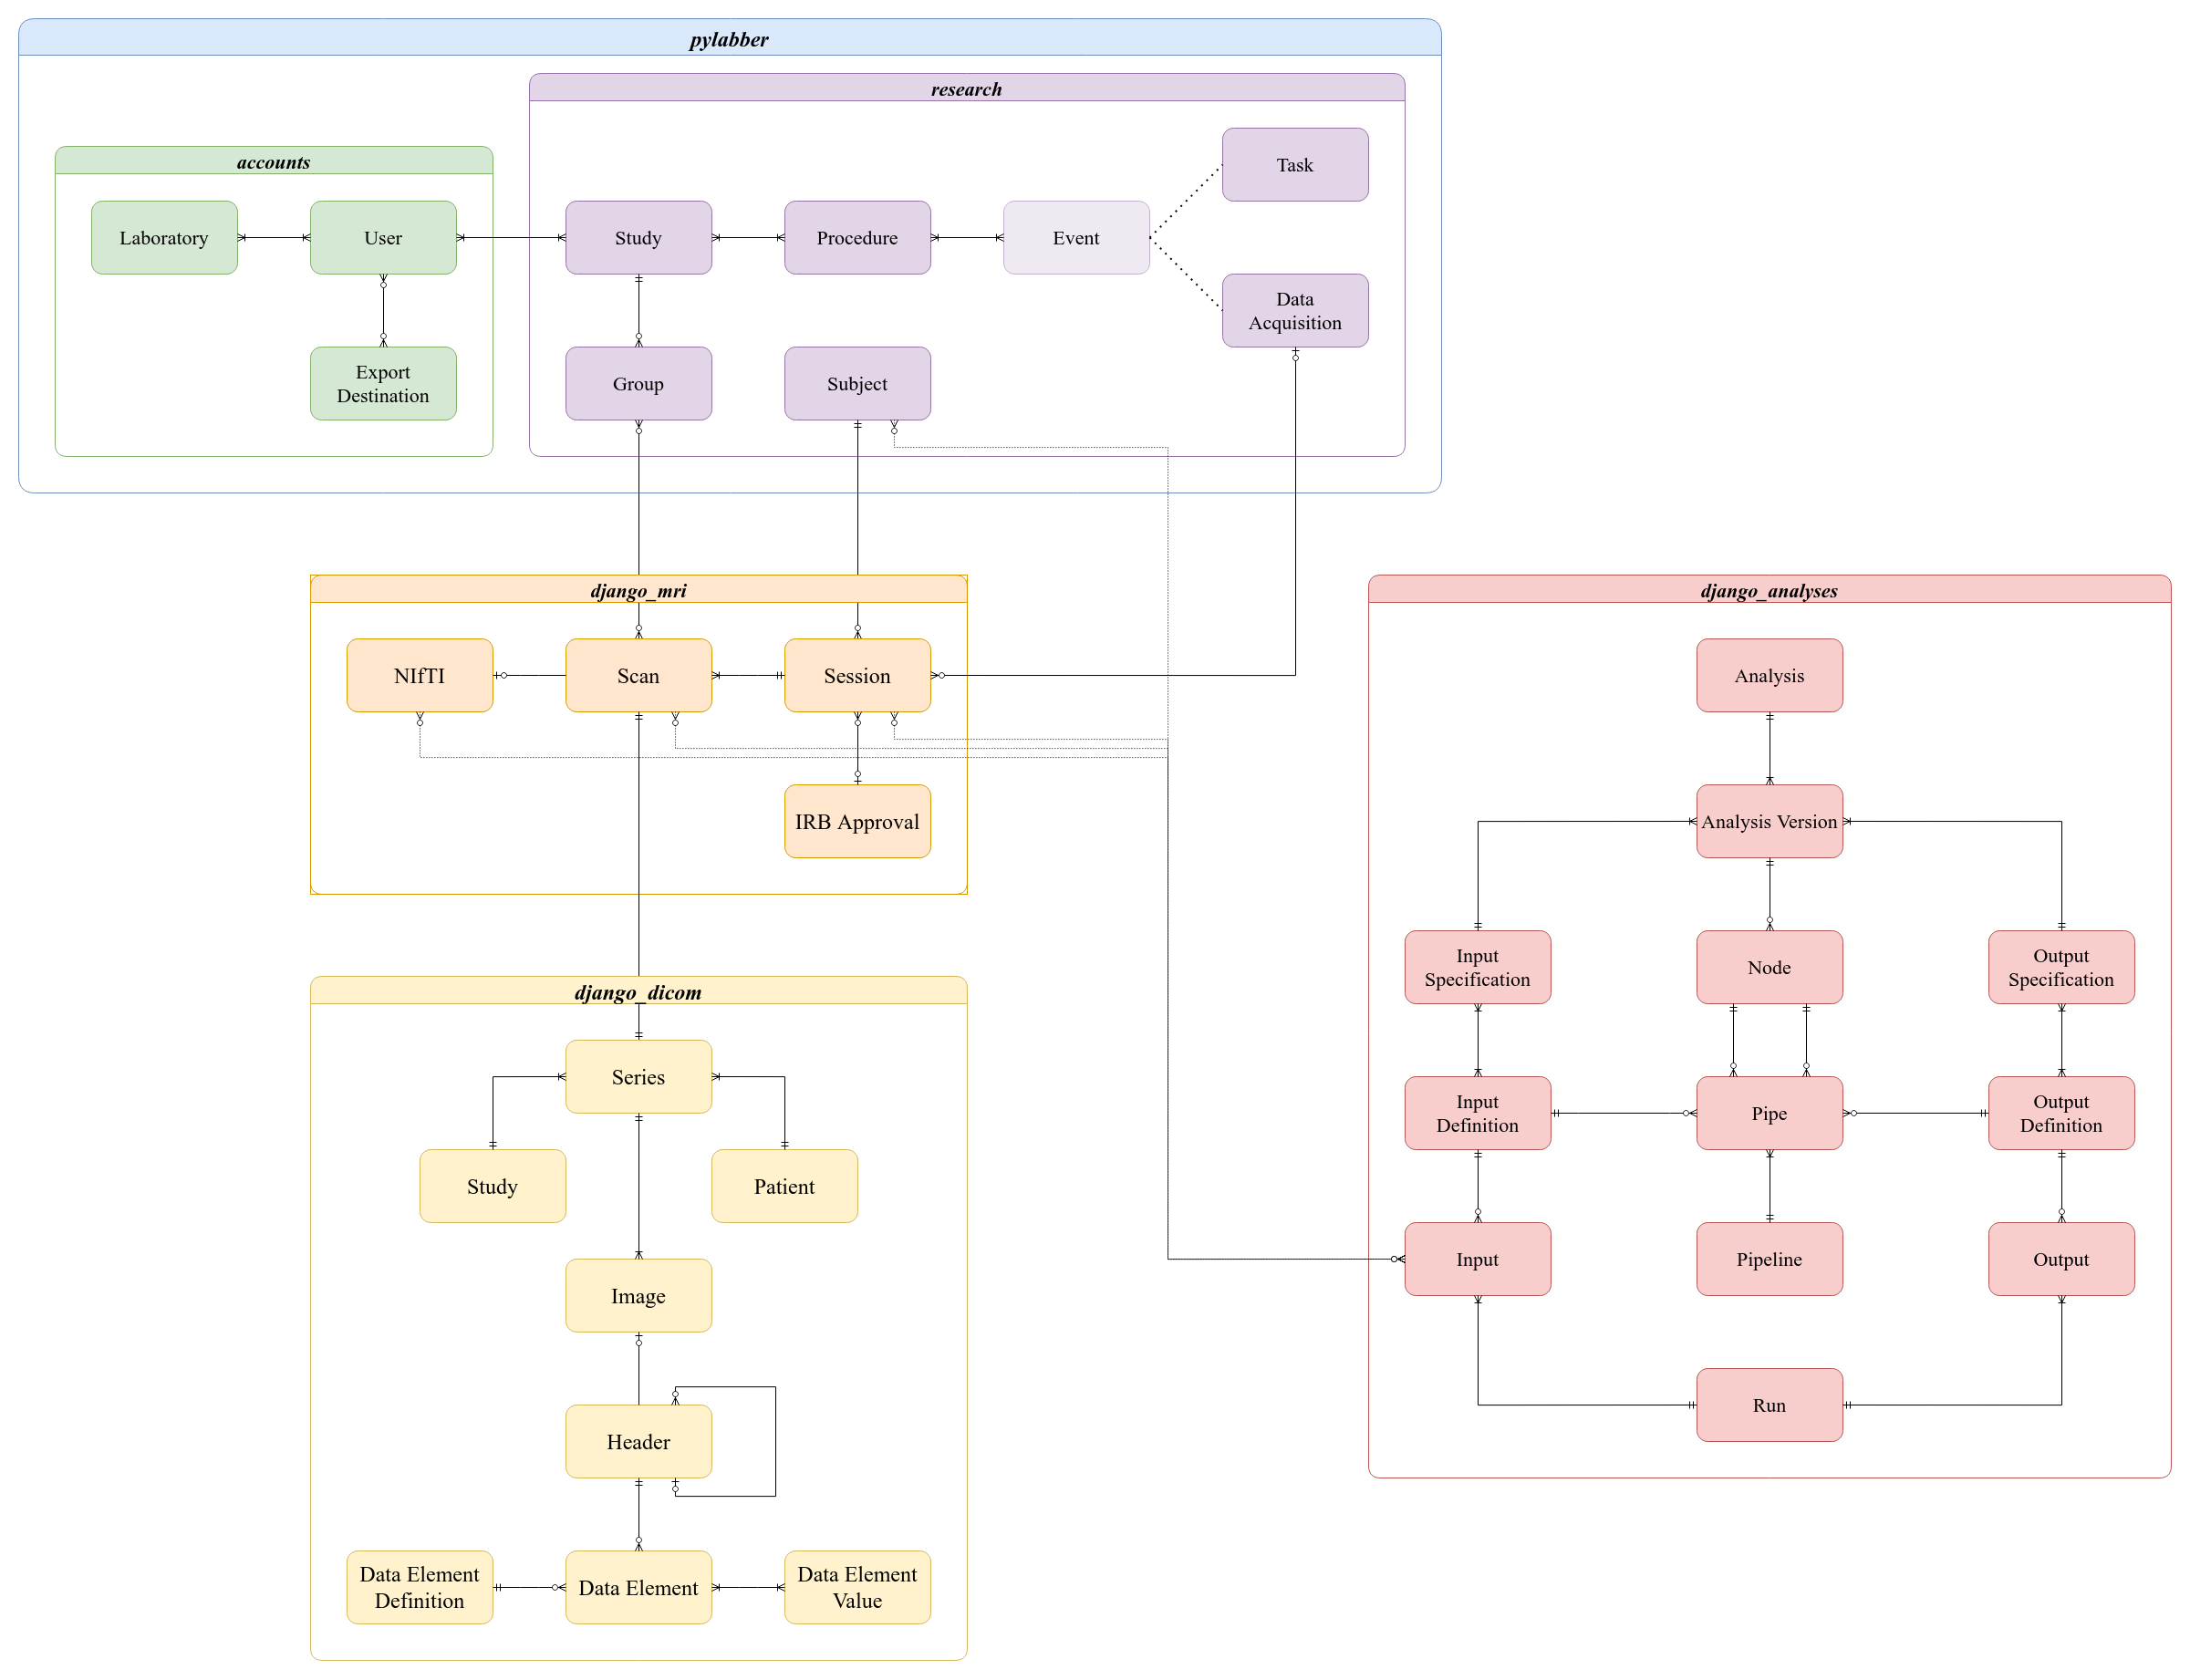 pylabber
research
accounts
Task
Laboratory
User
Study
Procedure
Event
Data
Acquisition
Export
Destination
Group
Subject
django_mri
NIfTI
Scan
Session
IRB Approval
django_analyses
Analysis
Analysis Version
Input
Specification
Node
Output
Specification
Input
Definition
Pipe
Output
Definition
Input
Pipeline
Output
Run
django_dicom
Series
Study
Patient
Image
Header
Data Element
Definition
Data Element
Data Element
Value